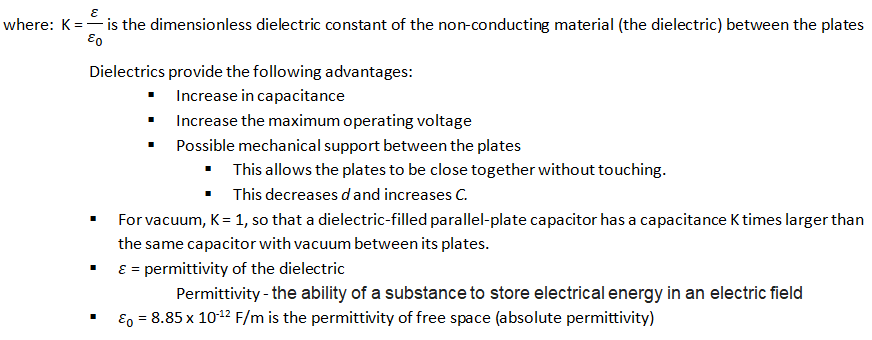 where: K = ε/ε₀ is the dimensionless dielectric constant of the non-conducting material (the dielectric) between the plates
Dielectrics provide the following advantages:
▪ Increase in capacitance
▪ Increase the maximum operating voltage
▪ Possible mechanical support between the plates
▪ This allows the plates to be close together without touching.
▪ This decreases d and increases C.
▪ For vacuum, K = 1, so that a dielectric-filled parallel-plate capacitor has a capacitance K times larger than
the same capacitor with vacuum between its plates.
▪ ε = permittivity of the dielectric
Permittivity - the ability of a substance to store electrical energy in an electric field
▪ ε₀ = 8.85 x 10⁻¹² F/m is the permittivity of free space (absolute permittivity)